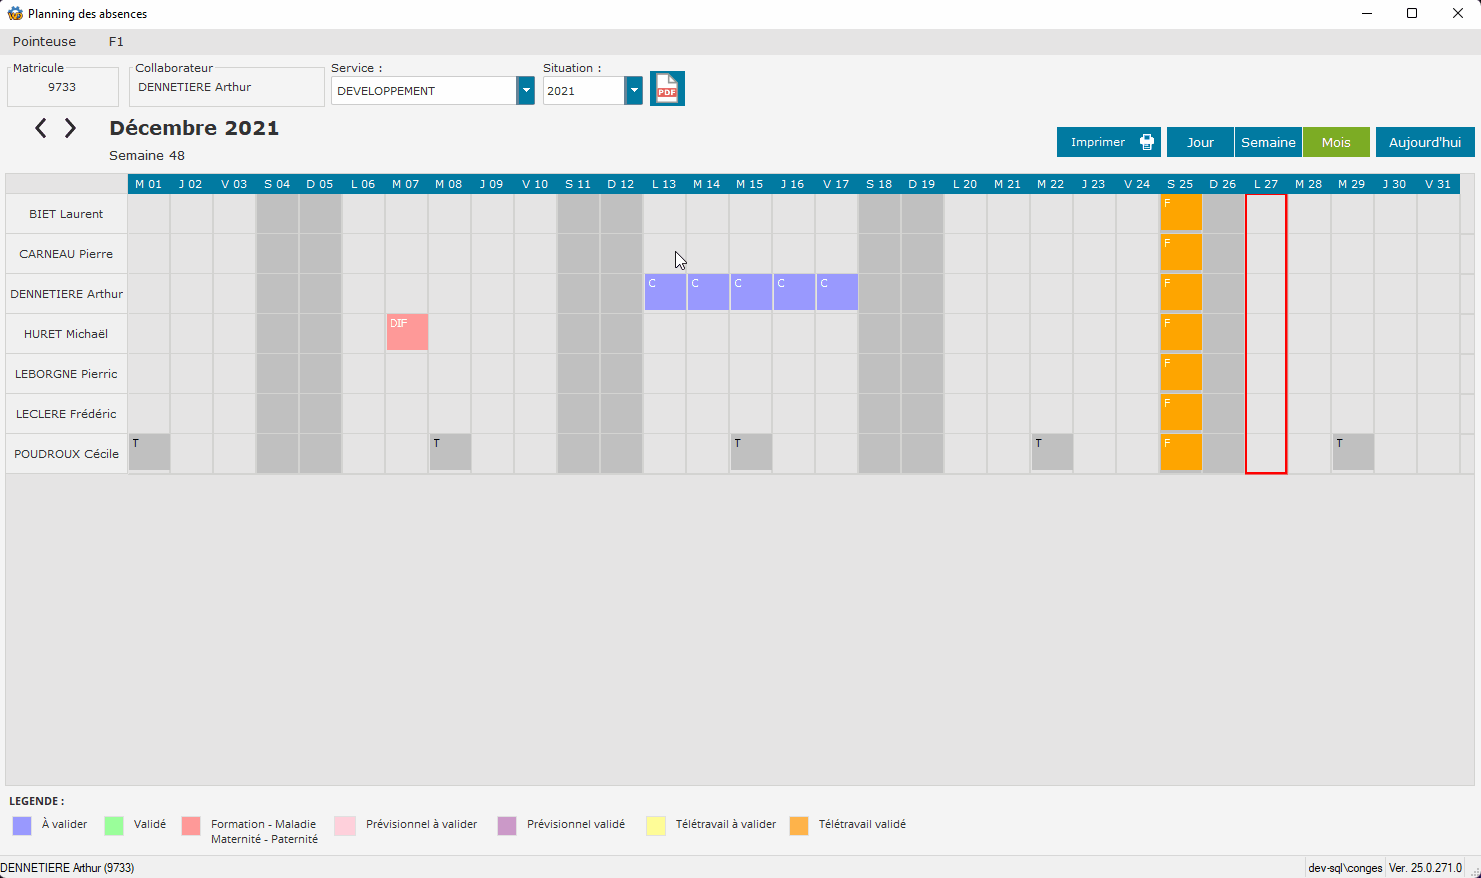 Planning des absences
Pointeuse F1
Matricule Collaborateur Service : Situation :
9733 DENNETIERE Arthur DEVELOPPEMENT 2021 PDF
Décembre 2021
Semaine 48
Imprimer Jour Semaine Mois Aujourd'hui
M 01 J 02 V 03 S 04 D 05 L 06 M 07 M 08 J 09 V 10 S 11 D 12 L 13 M 14 M 15 J 16 V 17 S 18 D 19 L 20 M 21 M 22 J 23 V 24 S 25 D 26 L 27 M 28 M 29 J 30 V 31
BIET Laurent F
CARNEAU Pierre F
DENNETIERE Arthur C C C C C F
HURET Michaël DIF F
LEBORGNE Pierric F
LECLERE Frédéric F
POUDROUX Cécile T T T T F T
LEGENDE :
À valider Validé Formation - Maladie Prévisionnel à valider Prévisionnel validé Télétravail à valider Télétravail validé
Maternité - Paternité
DENNETIERE Arthur (9733) dev-sql\conges Ver. 25.0.271.0